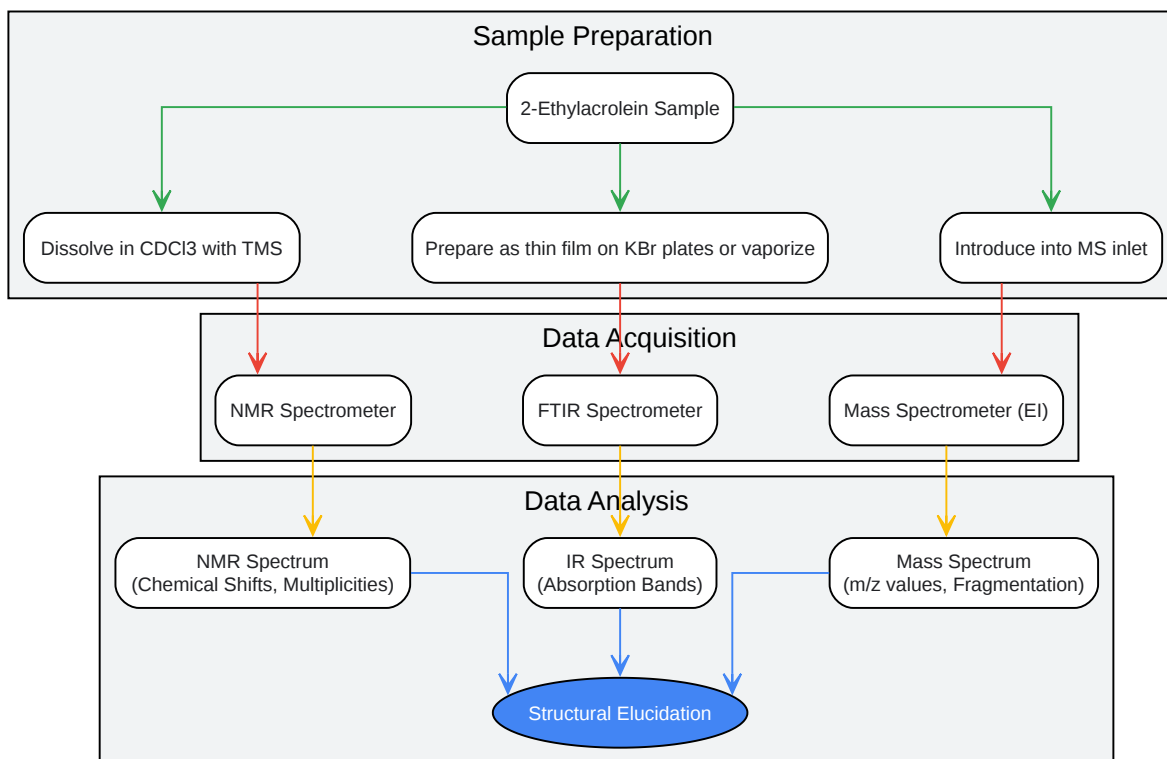 Sample Preparation
2-Ethylacrolein Sample
Dissolve in CDCl3 with TMS
Prepare as thin film on KBr plates or vaporize
Introduce into MS inlet
Data Acquisition
NMR Spectrometer
FTIR Spectrometer
Mass Spectrometer (EI)
Data Analysis
NMR Spectrum
(Chemical Shifts, Multiplicities)
IR Spectrum
(Absorption Bands)
Mass Spectrum
(m/z values, Fragmentation)
Structural Elucidation